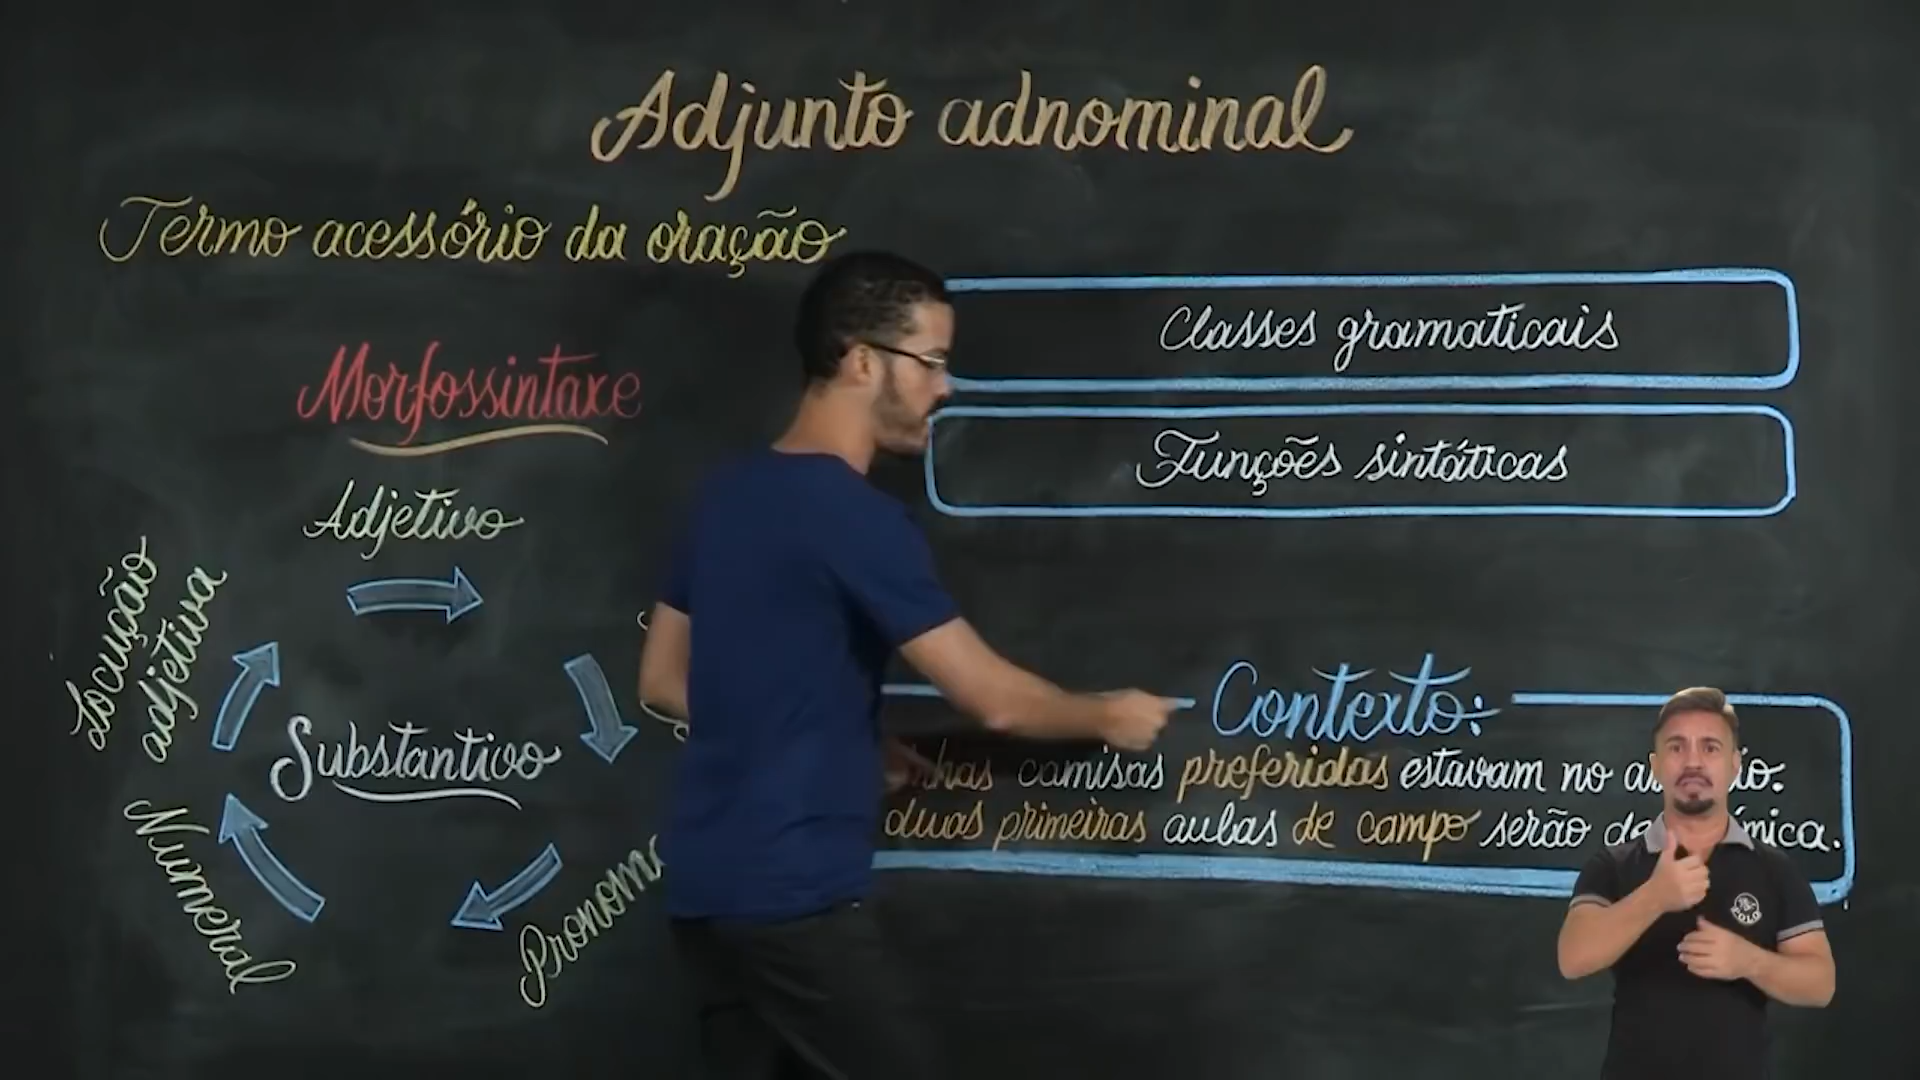 Adjunto adnominal
Termo acessório da oração
Classes gramaticais
Morfossintaxe
Funções sintáticas
Adjetivo
Locução
adjetiva
Substantivo
Numeral
Contexto:
camisas preferidas estavam no
duas primeiras aulas de campo serão
POLO